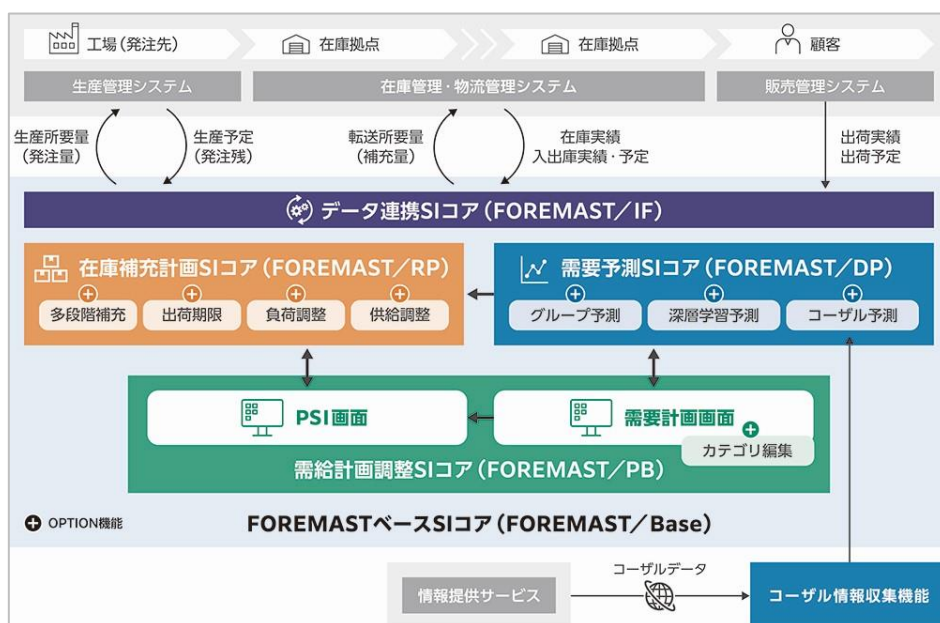 工場(発注先)
在庫拠点
在庫拠点
顧客
生産管理システム
在庫管理・物流管理システム
販売管理システム
生産所要量
(発注量)
生産予定
(発注残)
転送所要量
(補充量)
在庫実績
入出庫実績・予定
出荷実績
出荷予定
データ連携SIコア(FOREMAST/IF)
在庫補充計画SIコア(FOREMAST/RP)
多段階補充
出荷期限
負荷調整
供給調整
需要予測SIコア(FOREMAST/DP)
グループ予測
深層学習予測
コーザル予測
PSI画面
需要計画画面
カテゴリ編集
需給計画調整SIコア(FOREMAST/PB)
OPTION機能
FOREMASTベースSIコア(FOREMAST/Base)
情報提供サービス
コーザルデータ
コーザル情報収集機能